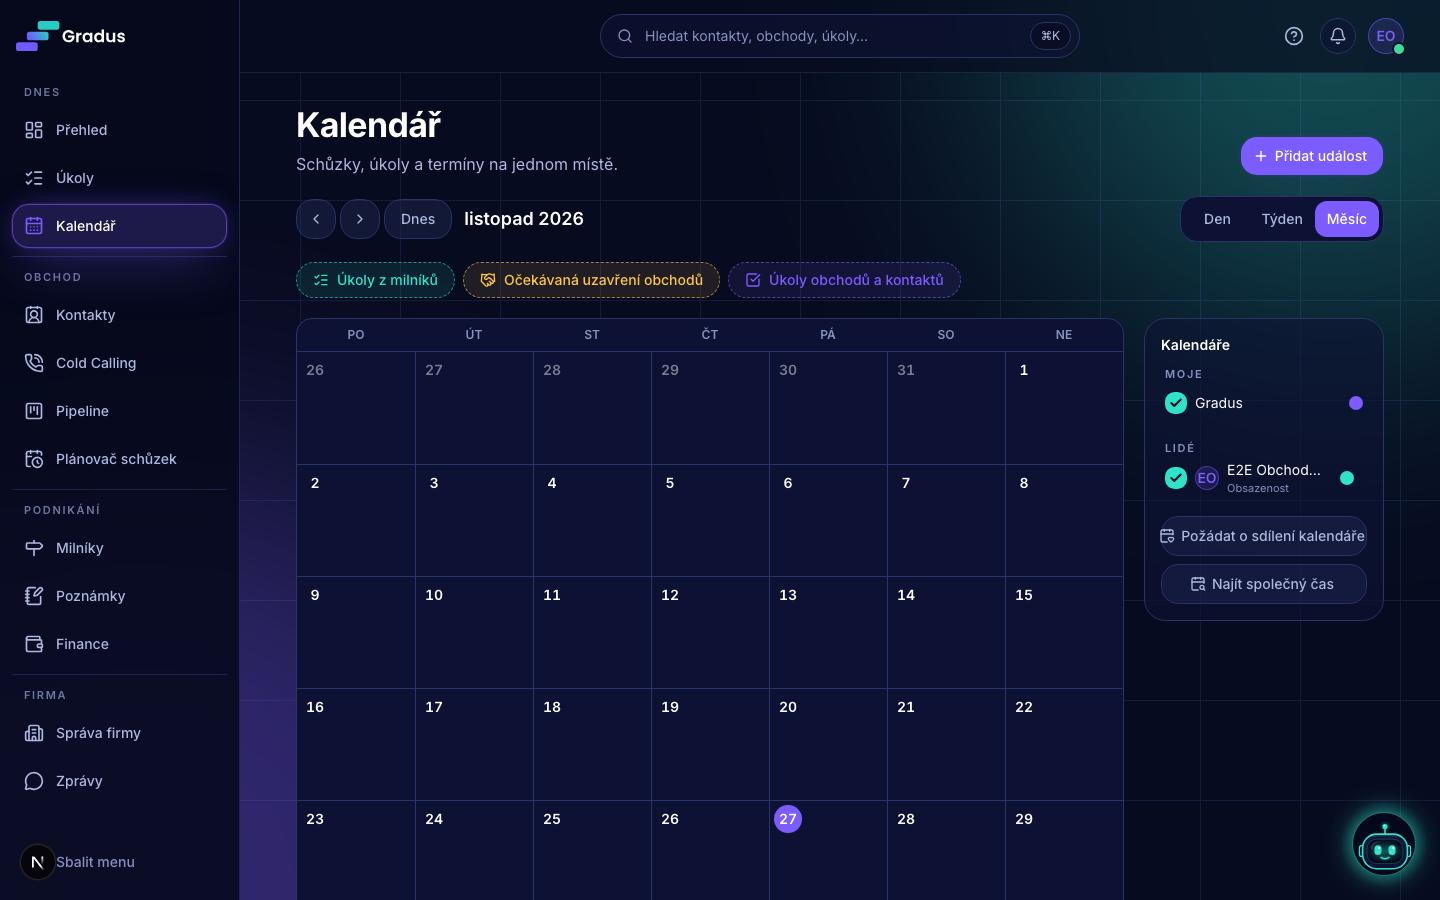 Gradus
Hledat kontakty, obchody, úkoly...
⌘K
EO
DNES
Přehled
Úkoly
Kalendář
OBCHOD
Kontakty
Cold Calling
Pipeline
Plánovač schůzek
PODNIKÁNÍ
Milníky
Poznámky
Finance
FIRMA
Správa firmy
Zprávy
N
Sbalit menu
Kalendář
Schůzky, úkoly a termíny na jednom místě.
Přidat událost
Dnes
listopad 2026
Den
Týden
Měsíc
Úkoly z milníků
Očekávaná uzavření obchodů
Úkoly obchodů a kontaktů
PO ÚT ST ČT PÁ SO NE
26 27 28 29 30 31 1
2 3 4 5 6 7 8
9 10 11 12 13 14 15
16 17 18 19 20 21 22
23 24 25 26 27 28 29
Kalendáře
MOJE
Gradus
LIDÉ
EO
E2E Obchod...
Obsazenost
Požádat o sdílení kalendáře
Najít společný čas